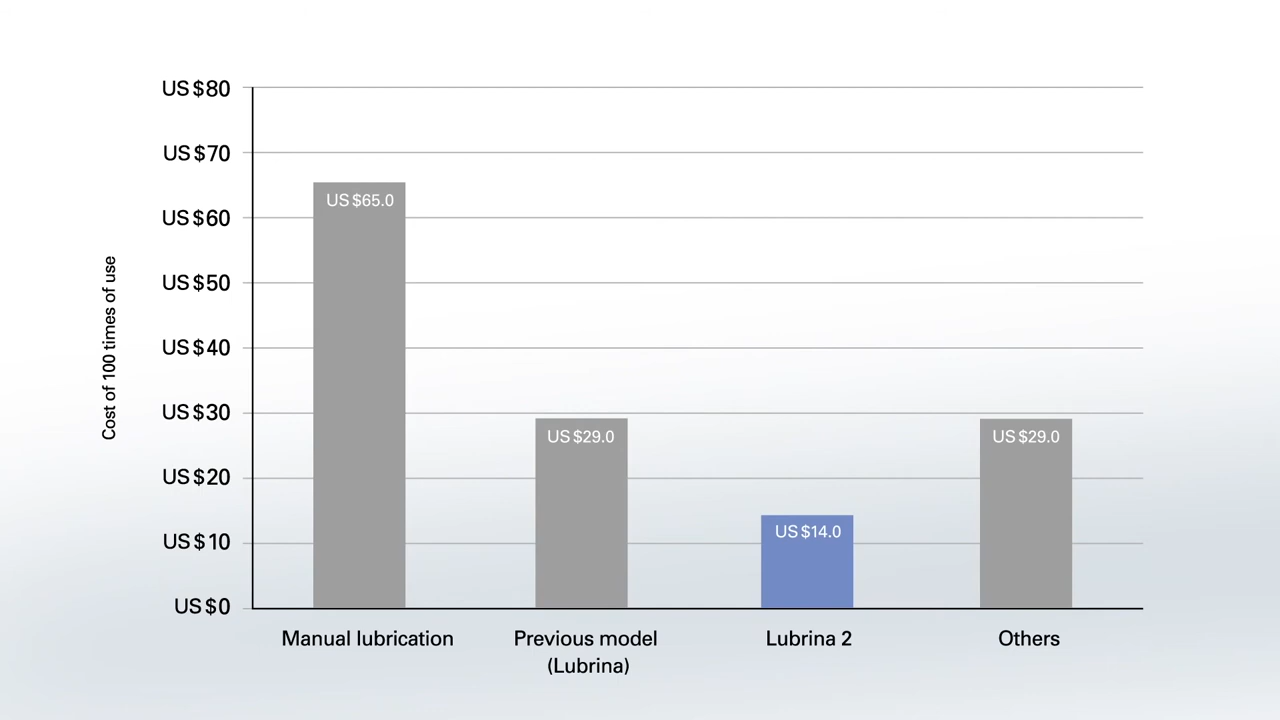 US $80
US $70
US $60
US $50
US $40
US $30
US $20
US $10
US $0
Cost of 100 times of use
US $65.0
US $29.0
US $14.0
US $29.0
Manual lubrication
Previous model
(Lubrina)
Lubrina 2
Others